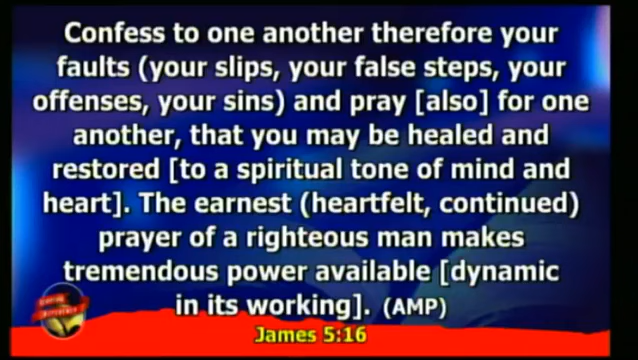 Confess to one another therefore your
faults (your slips, your false steps, your
offenses, your sins) and pray [also] for one
another, that you may be healed and
restored [to a spiritual tone of mind and
heart]. The earnest (heartfelt, continued)
prayer of a righteous man makes
tremendous power available [dynamic
in its working]. (AMP)
James 5:16